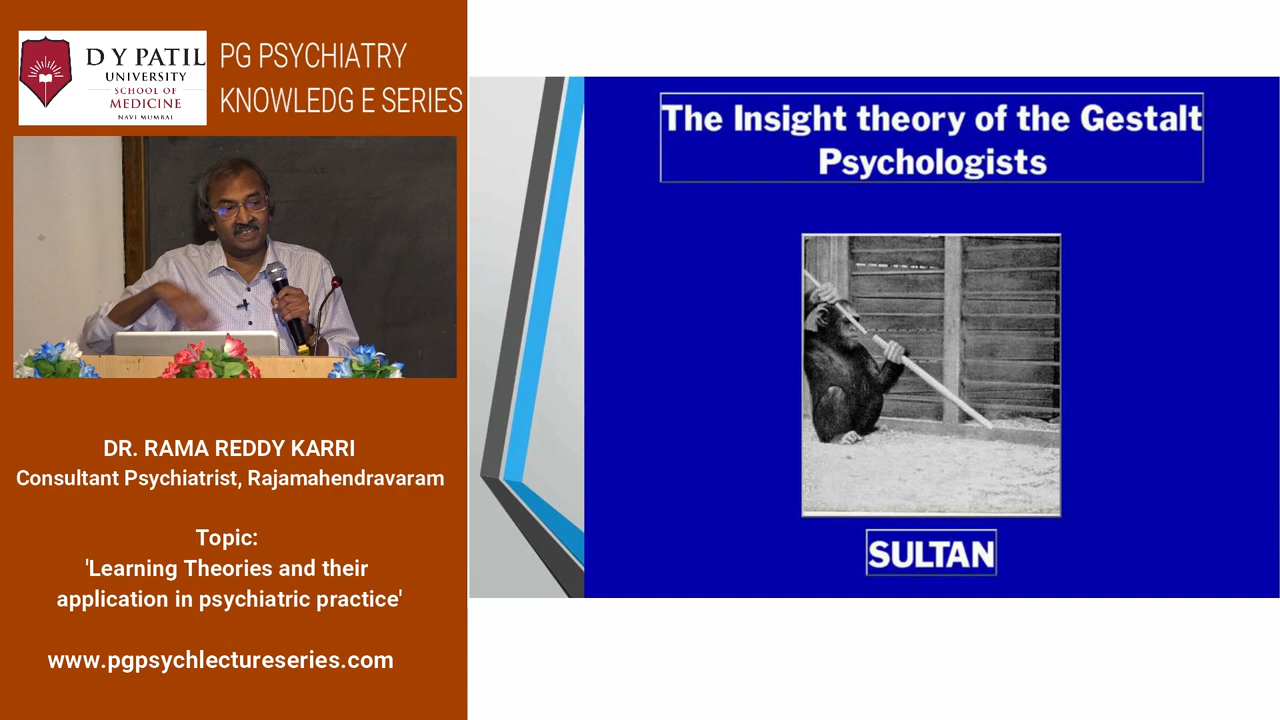 D Y PATIL
UNIVERSITY
SCHOOL OF
MEDICINE
NAVI MUMBAI
PG PSYCHIATRY
KNOWLEDG E SERIES
DR. RAMA REDDY KARRI
Consultant Psychiatrist, Rajamahendravaram
Topic:
'Learning Theories and their
application in psychiatric practice'
www.pgpsychlectureseries.com
The Insight theory of the Gestalt
Psychologists
SULTAN